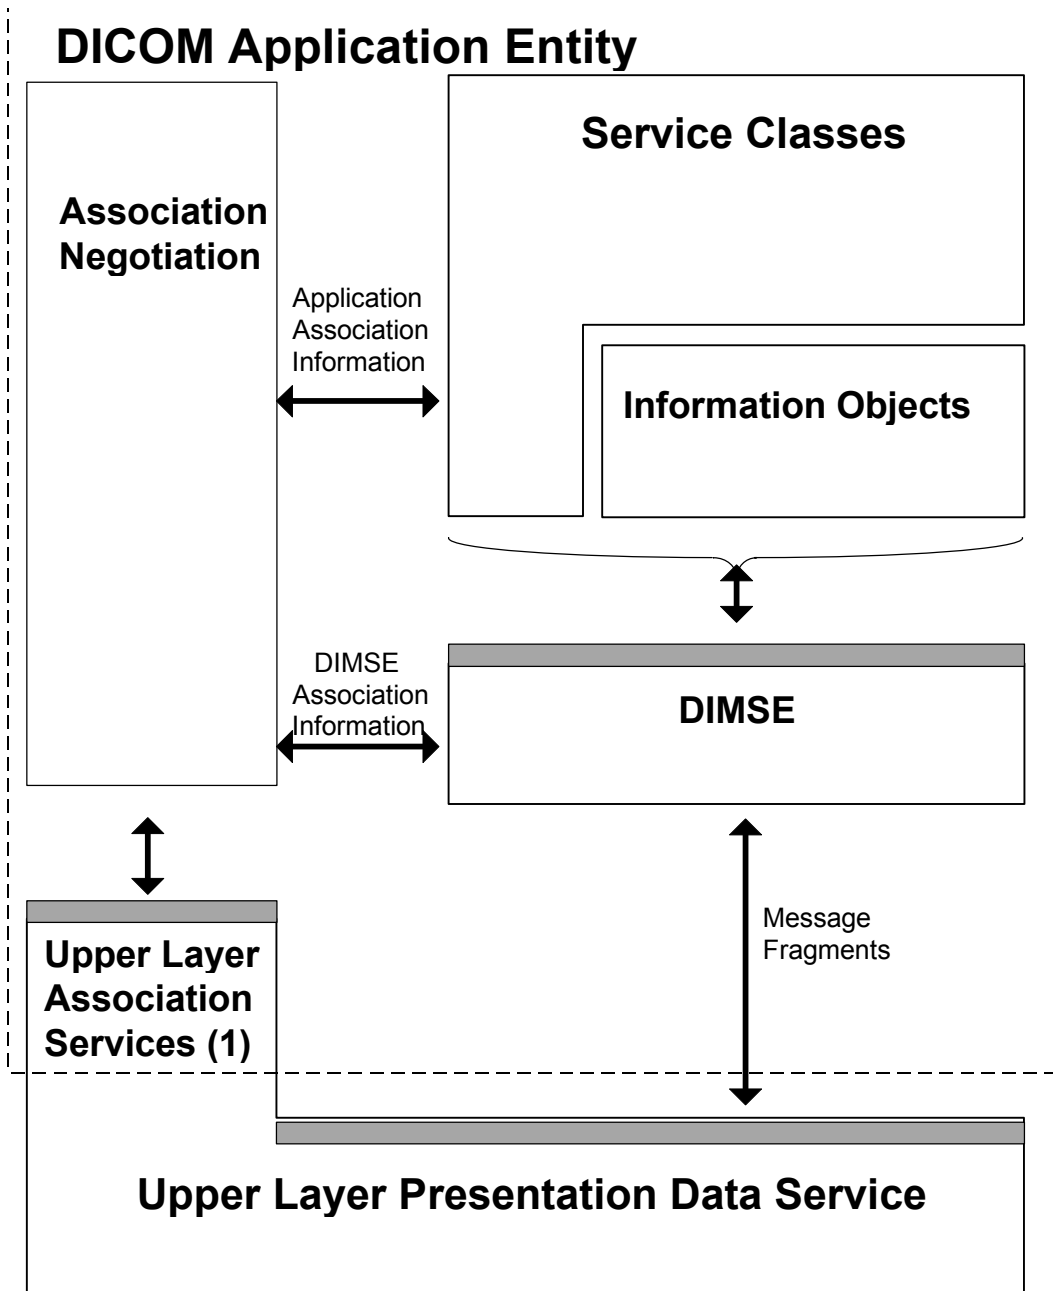 DICOM Application Entity
Service Classes
Association
Negotiation
Application
Association
Information
Information Objects
DIMSE
Association
Information
DIMSE
Message
Fragments
Upper Layer
Association
Services (1)
Upper Layer Presentation Data Service